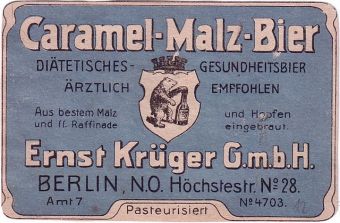 Caramel-Malz-Bier
DIÄTETISCHES- GESUNDHEITSBIER
ÄRZTLICH EMPFOHLEN
Aus bestem Malz und Hopfen
und ff. Raffinade eingebraut.
Ernst Krüger G.m.b.H.
BERLIN, N.O. Höchstestr. No 28.
Amt 7 No 4703.
Pasteurisiert
12